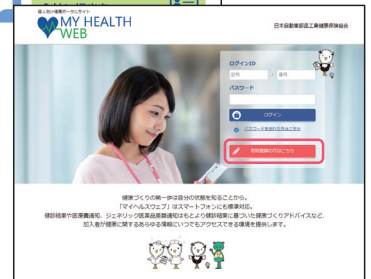 個人向け健康ポータルサイト
MY HEALTH
WEB
日本自動車部品工業健康保険組合
ログインID
記号
-
番号
パスワード
ログイン
パスワードを忘れた方はこちら
初回登録の方はこちら
健康づくりの第一歩は自分の状態を知ることから。
「マイヘルスウェブ」はスマートフォンにも標準対応。
健診結果や医療費通知、ジェネリック医薬品差額通知はもとより健診結果に基づいた健康づくりアドバイスなど、
加入者が健康に関するあらゆる情報にいつでもアクセスできる環境を提供します。